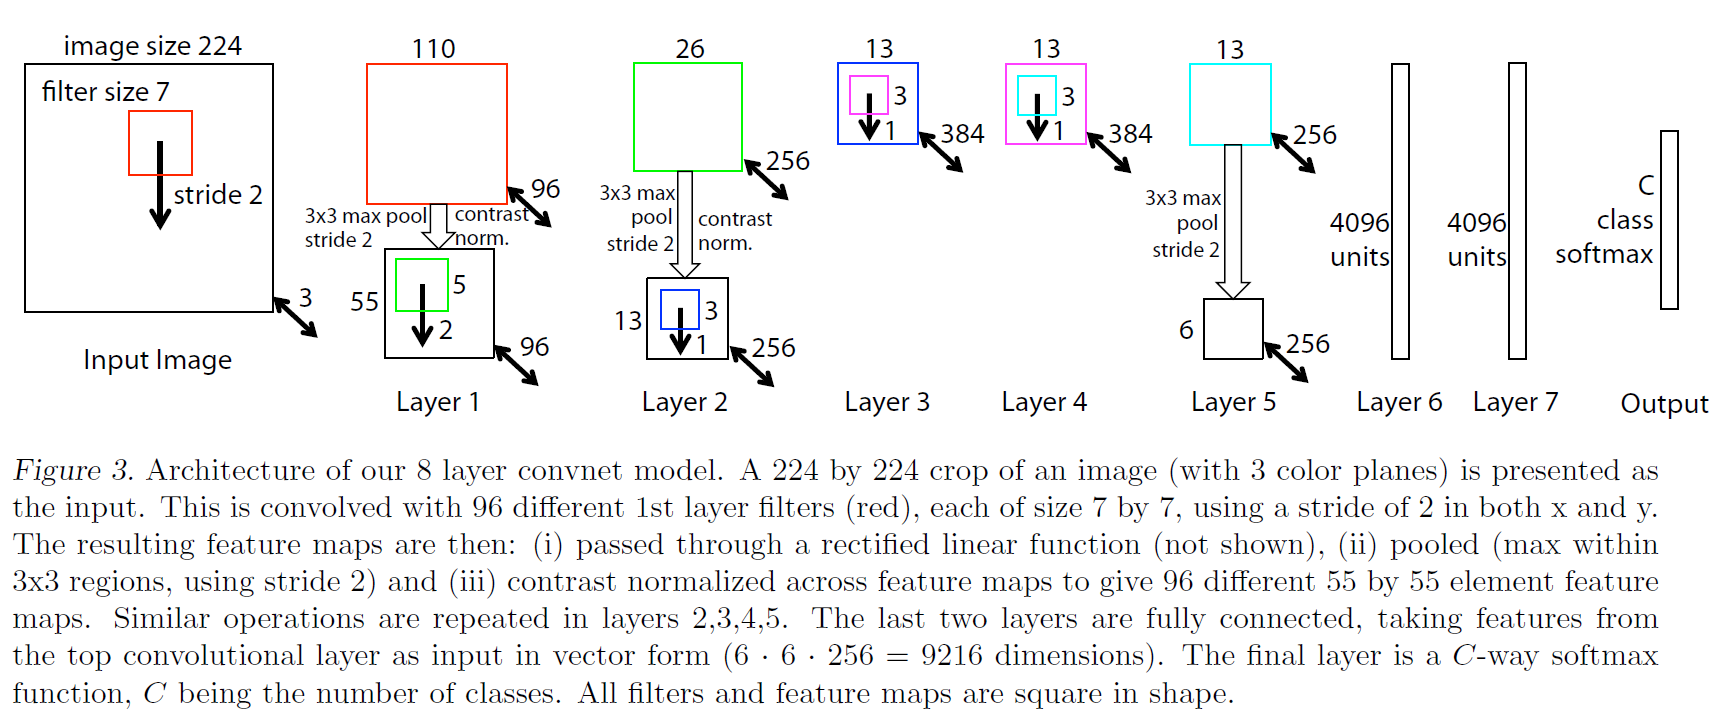 image size 224
filter size 7
stride 2
3
Input Image
110
96
3x3 max pool
stride 2
contrast
norm.
55
5
2
96
Layer 1
26
256
3x3 max
pool
stride 2
contrast
norm.
13
3
1
256
Layer 2
13
3
1
384
Layer 3
13
3
1
384
Layer 4
13
256
3x3 max
pool
stride 2
6
256
Layer 5
4096
units
Layer 6
4096
units
Layer 7
C
class
softmax
Output
Figure 3. Architecture of our 8 layer convnet model. A 224 by 224 crop of an image (with 3 color planes) is presented as
the input. This is convolved with 96 different 1st layer filters (red), each of size 7 by 7, using a stride of 2 in both x and y.
The resulting feature maps are then: (i) passed through a rectified linear function (not shown), (ii) pooled (max within
3x3 regions, using stride 2) and (iii) contrast normalized across feature maps to give 96 different 55 by 55 element feature
maps. Similar operations are repeated in layers 2,3,4,5. The last two layers are fully connected, taking features from
the top convolutional layer as input in vector form (6 · 6 · 256 = 9216 dimensions). The final layer is a C-way softmax
function, C being the number of classes. All filters and feature maps are square in shape.